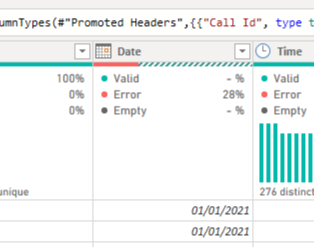 umnTypes(#"Promoted Headers",{{"Call Id", type t
Date Time
100% Valid - % Valid
0% Error 28% Error
0% Empty - % Empty
unique 276 distinct
01/01/2021
01/01/2021